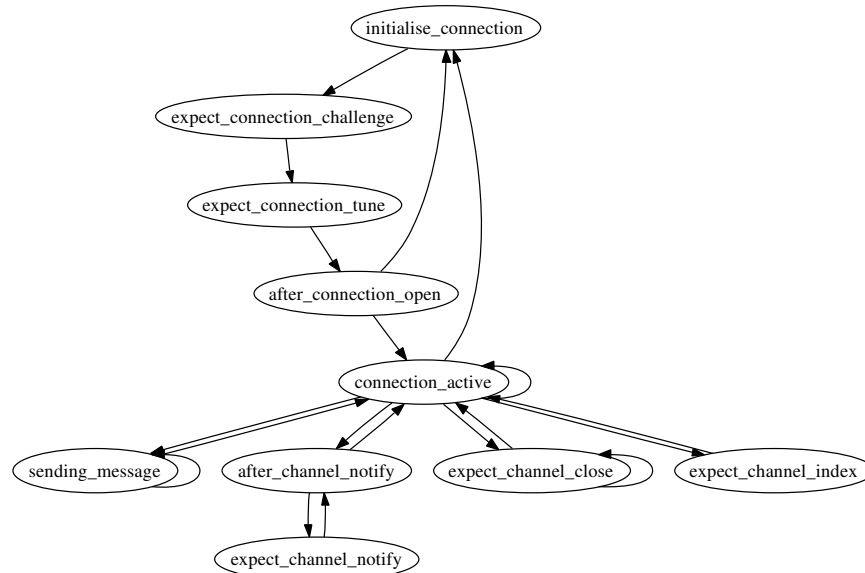 initialise_connection
expect_connection_challenge
expect_connection_tune
after_connection_open
connection_active
sending_message
after_channel_notify
expect_channel_close
expect_channel_index
expect_channel_notify